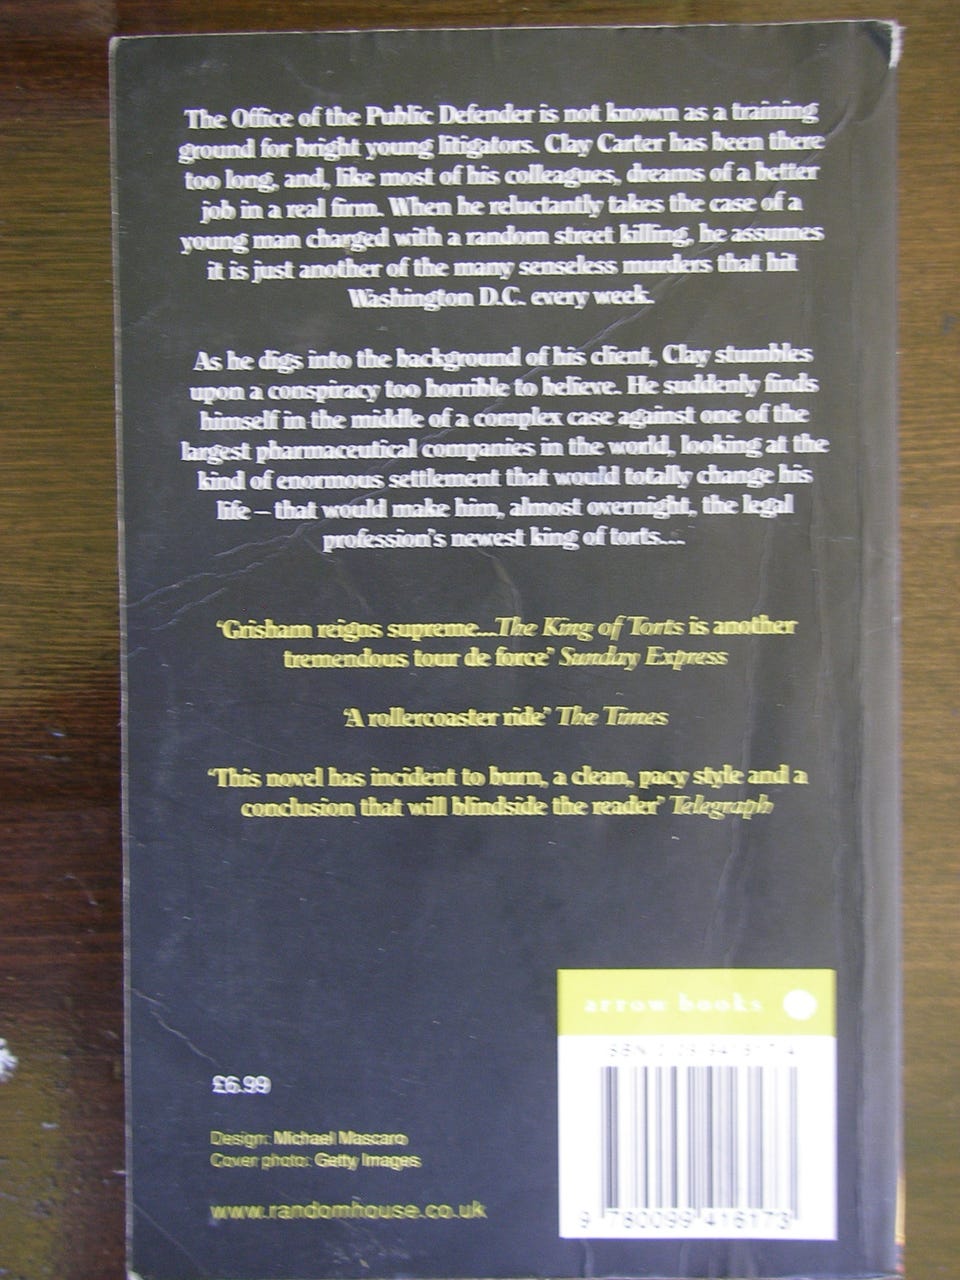 The Office of the Public Defender is not known as a training
ground for bright young litigators. Clay Carter has been there
too long, and, like most of his colleagues, dreams of a better
job in a real firm. When he reluctantly takes the case of a
young man charged with a random street killing, he assumes
it is just another of the many senseless murders that hit
Washington D.C. every week.
As he digs into the background of his client, Clay stumbles
upon a conspiracy too horrible to believe. He suddenly finds
himself in the middle of a complex case against one of the
largest pharmaceutical companies in the world, looking at the
kind of enormous settlement that would totally change his
life – that would make him, almost overnight, the legal
profession's newest king of torts....
‘Grisham reigns supreme...The King of Torts is another
tremendous tour de force’ Sunday Express
‘A rollercoaster ride’ The Times
‘This novel has incident to burn, a clean, pacy style and a
conclusion that will blindside the reader’ Telegraph
arrow books
ISBN
£6.99
Design: Michael Mascaro
Cover photo: Getty Images
www.randomhouse.co.uk
9 780099 416173